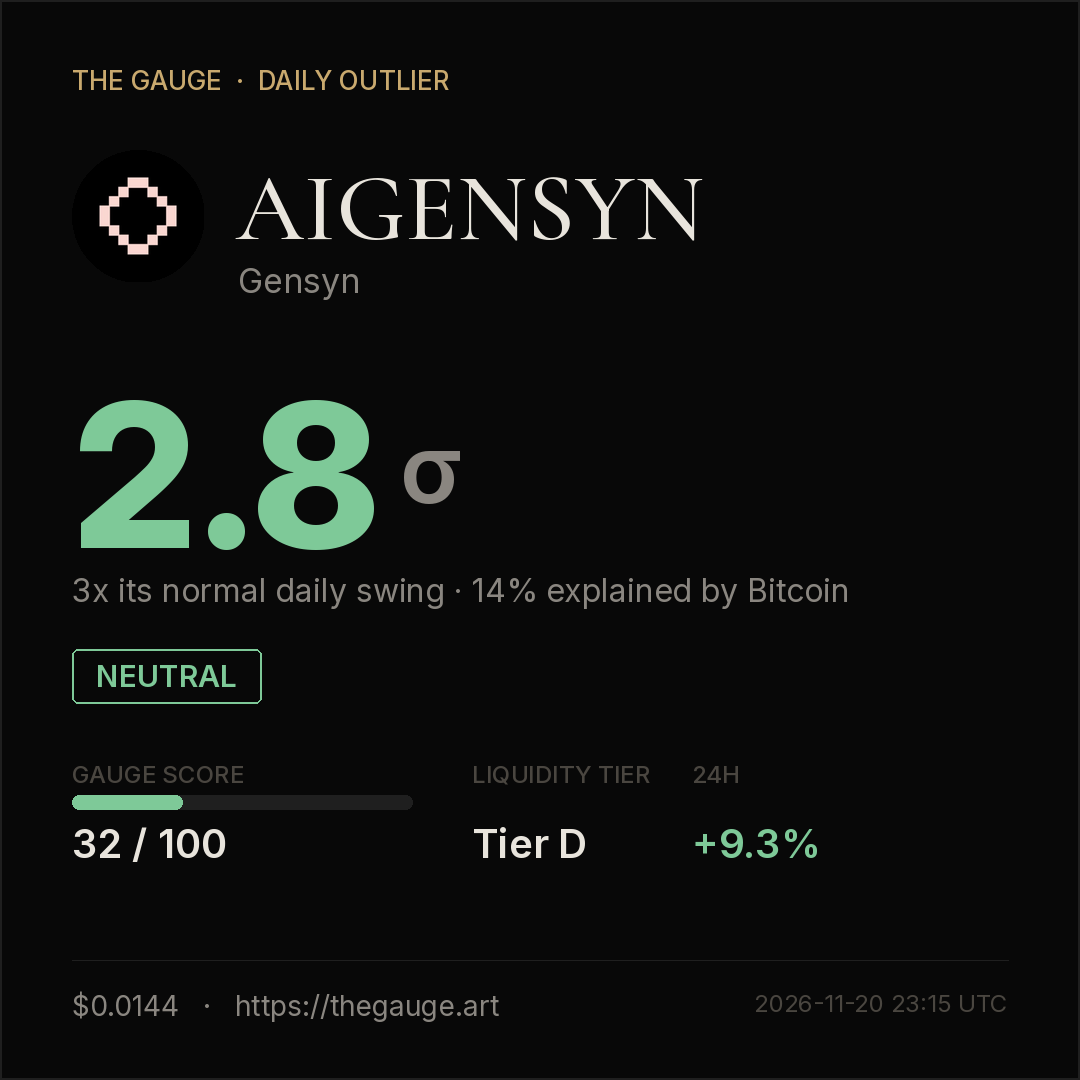 THE GAUGE · DAILY OUTLIER
AIGENSYN
Gensyn
2.8 σ
3x its normal daily swing · 14% explained by Bitcoin
NEUTRAL
GAUGE SCORE LIQUIDITY TIER 24H
32 / 100 Tier D +9.3%
$0.0144 · https://thegauge.art 2026-11-20 23:15 UTC